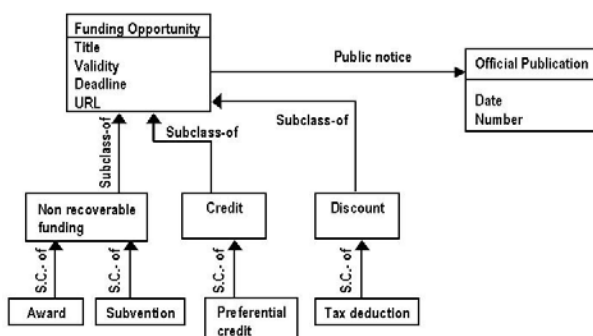 Funding Opportunity
Title
Validity
Deadline
URL
Public notice
Official Publication
Date
Number
Subclass-of
Subclass-of
Subclass-of
Non recoverable
funding
Credit
Discount
S.C.- of
S.C.- of
S.C.- of
S.C.- of
Award
Subvention
Preferential
credit
Tax deduction